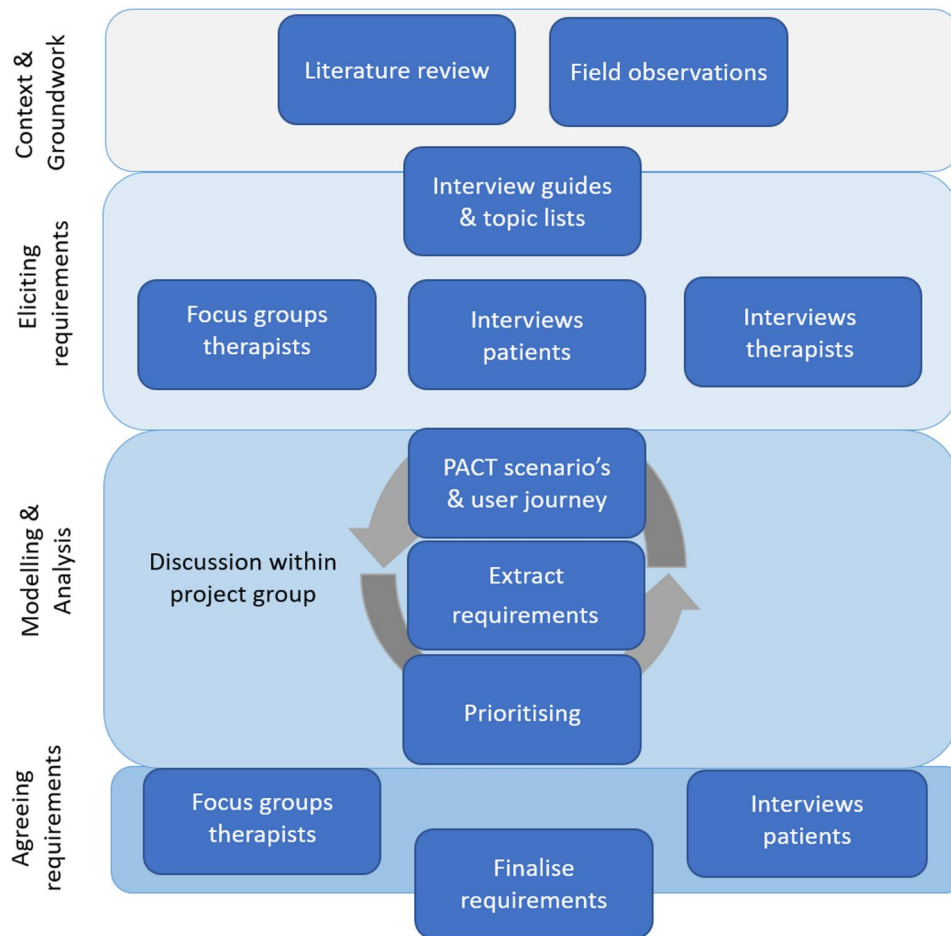 Context &
Groundwork
Literature review
Field observations
Interview guides
& topic lists
Eliciting
requirements
Focus groups
therapists
Interviews
patients
Interviews
therapists
Modelling &
Analysis
PACT scenario's
& user journey
Discussion within
project group
Extract
requirements
Prioritising
Agreeing
requirements
Focus groups
therapists
Interviews
patients
Finalise
requirements